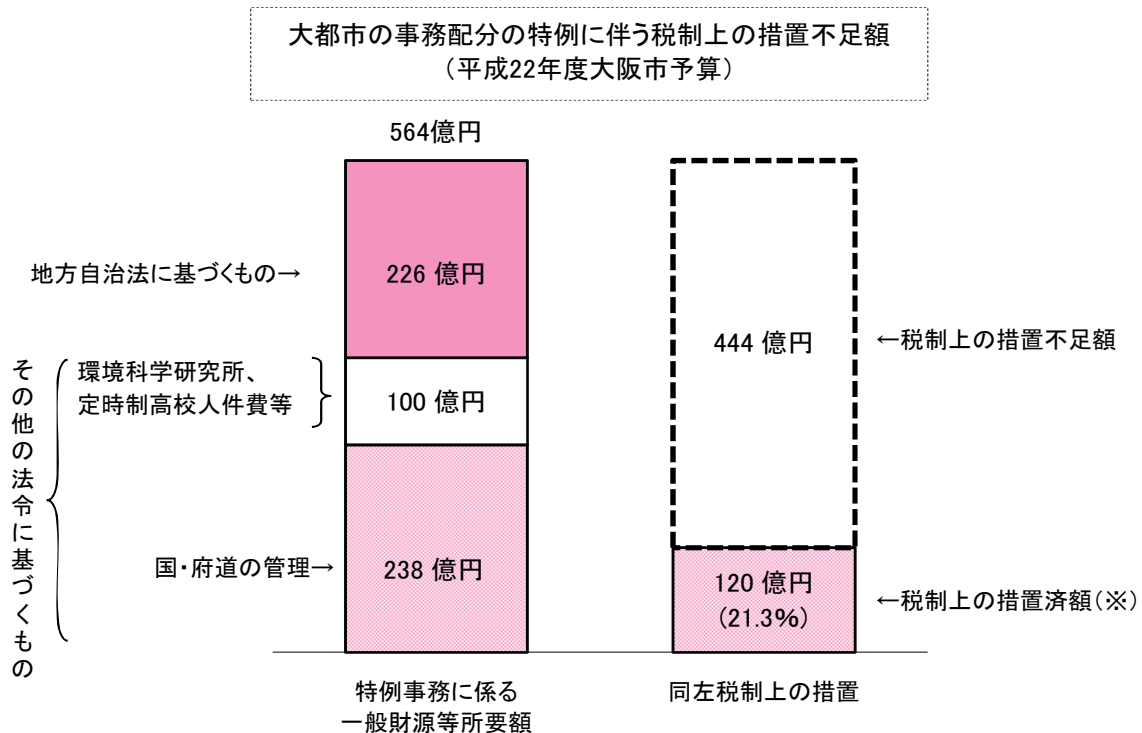 大都市の事務配分の特例に伴う税制上の措置不足額
（平成22年度大阪市予算）
564億円
地方自治法に基づくもの→
226 億円
444 億円
←税制上の措置不足額
その他の法令に基づくもの
環境科学研究所、
定時制高校人件費等
100 億円
国・府道の管理→
238 億円
120 億円
（21.3％）
←税制上の措置済額（※）
特例事務に係る
一般財源等所要額
同左税制上の措置